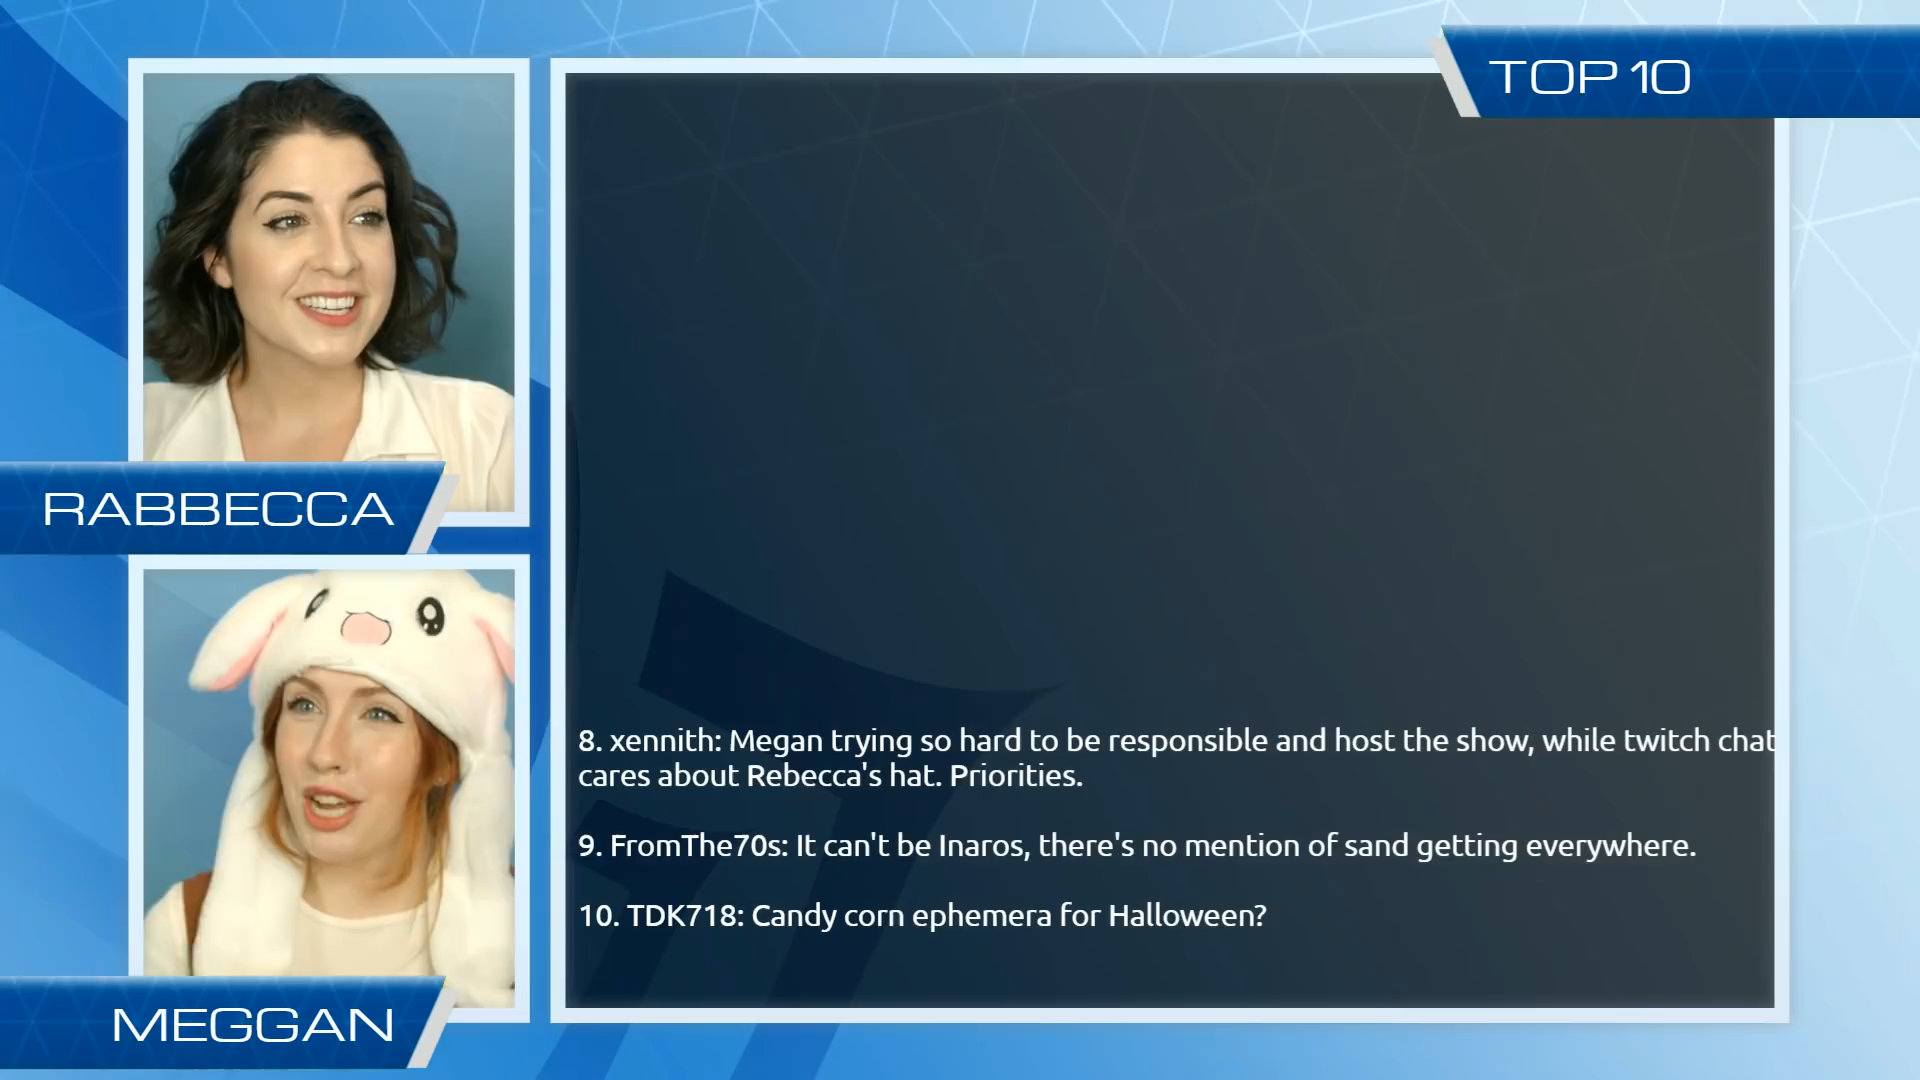 TOP 10
RABBECCA
MEGGAN
8. xennith: Megan trying so hard to be responsible and host the show, while twitch chat
cares about Rebecca's hat. Priorities.
9. FromThe70s: It can't be Inaros, there's no mention of sand getting everywhere.
10. TDK718: Candy corn ephemera for Halloween?